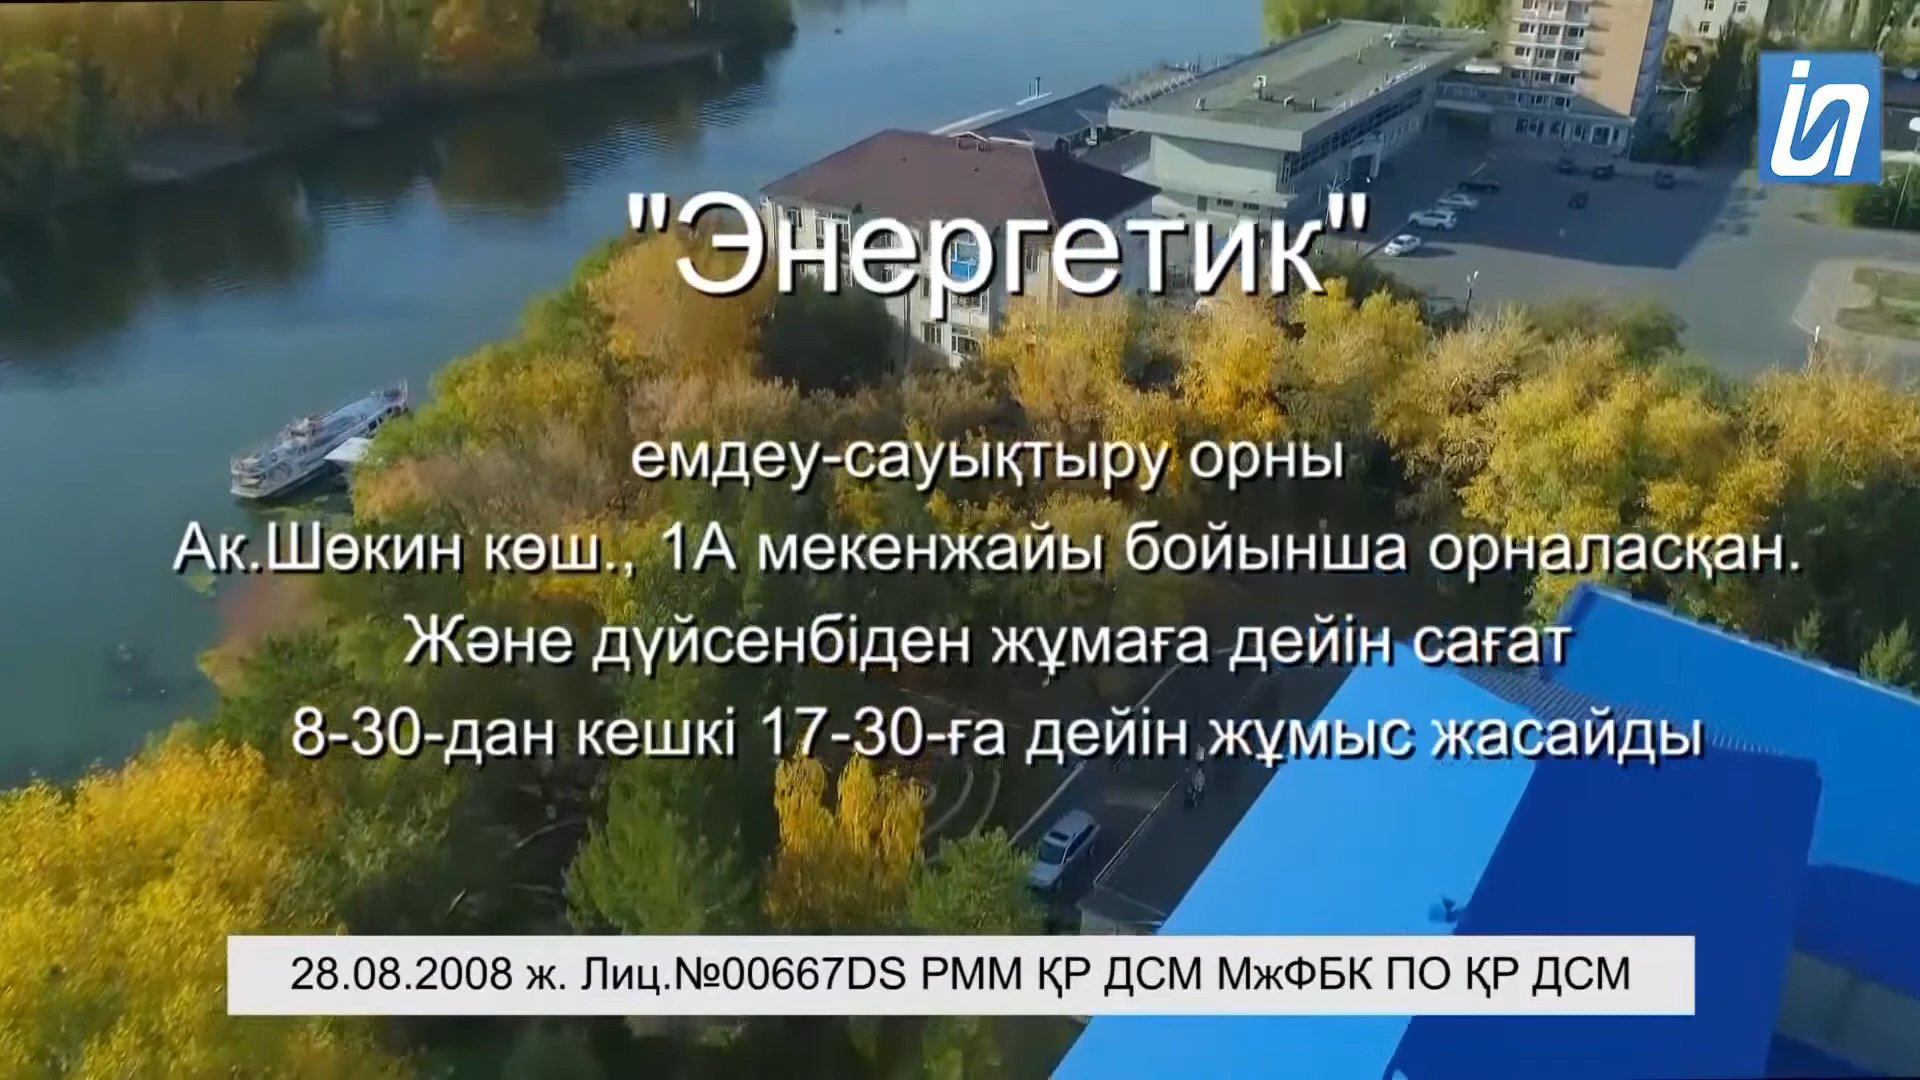 "Энергетик"
емдеу-сауықтыру орны
Ак.Шөкин көш., 1А мекенжайы бойынша орналасқан.
Және дүйсенбіден жұмаға дейін сағат
8-30-дан кешкі 17-30-ға дейін жұмыс жасайды
28.08.2008 ж. Лиц.№00667DS РММ ҚР ДСМ МжФБК ПО ҚР ДСМ